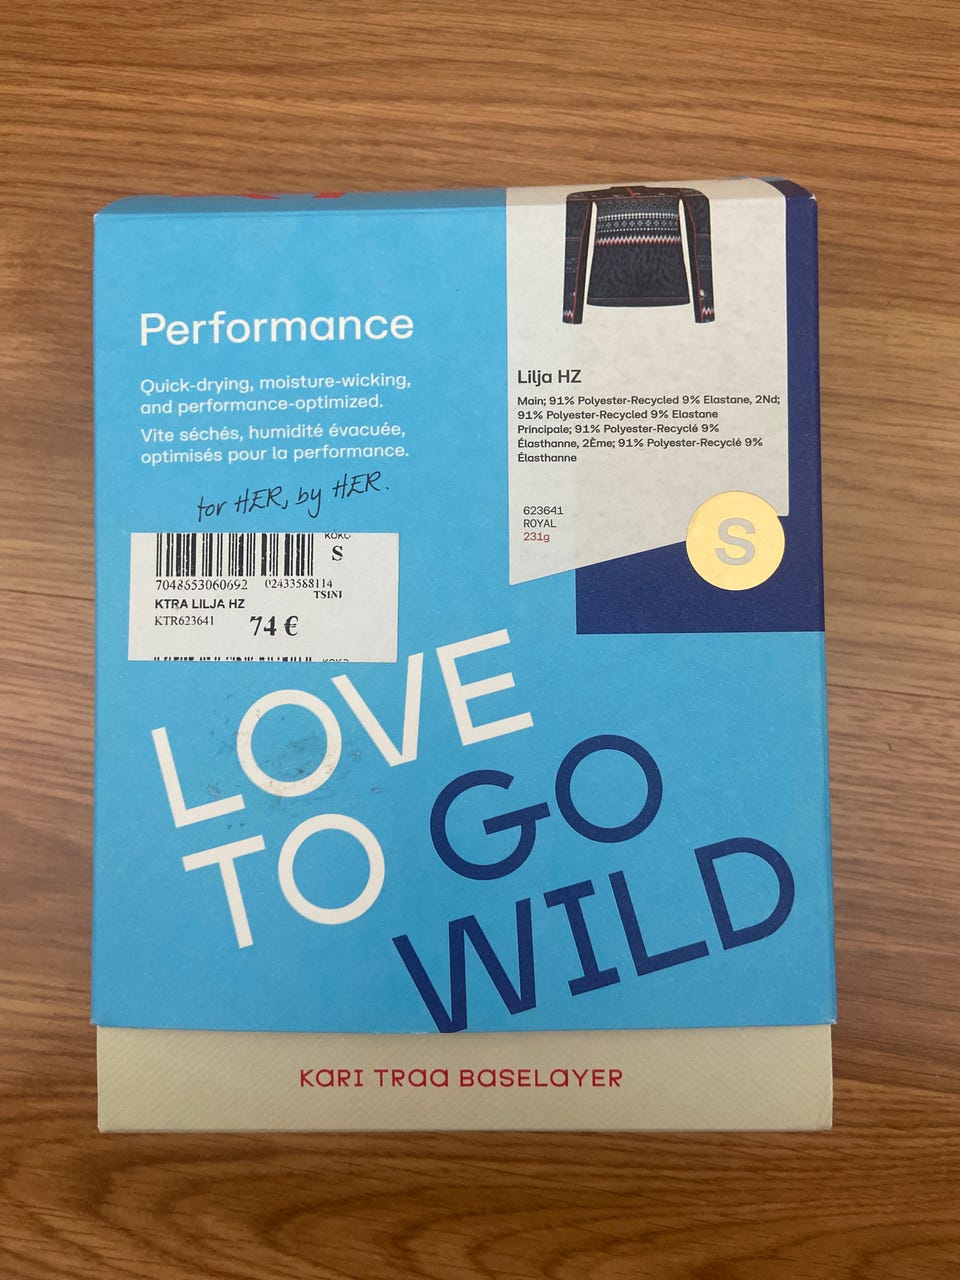 Performance
Quick-drying, moisture-wicking,
and performance-optimized.
Vite séchés, humidité évacuée,
optimisés pour la performance.
for HER, by HER.
Lilja HZ
Main; 91% Polyester-Recycled 9% Elastane, 2Nd;
91% Polyester-Recycled 9% Elastane
Principale; 91% Polyester-Recyclé 9%
Élasthanne, 2Ème; 91% Polyester-Recyclé 9%
Élasthanne
623641
ROYAL
231g
S
KOKO
S
7048653060692 02433588114
TSINI
KTRA LILJA HZ
KTR623641 74 €
KOKO
LOVE
TO GO
WILD
KARI TRAA BASELAYER